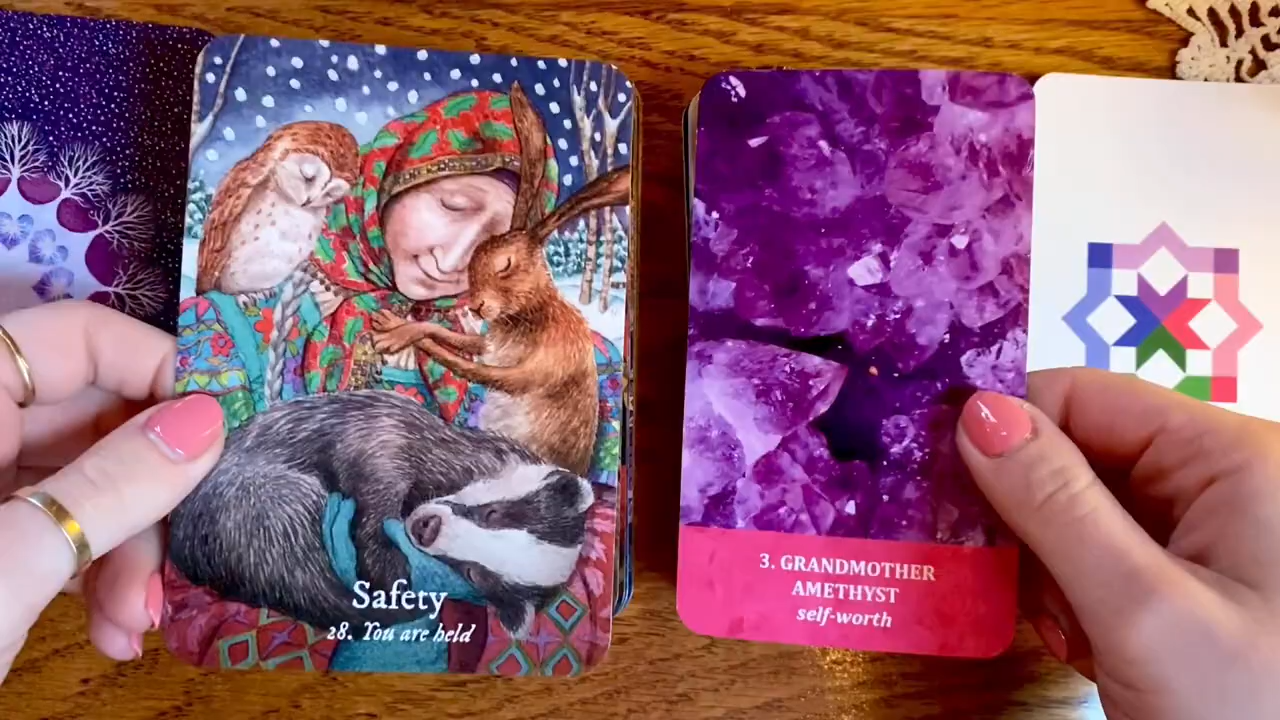 Safety
28. You are held
3. GRANDMOTHER
AMETHYST
self-worth